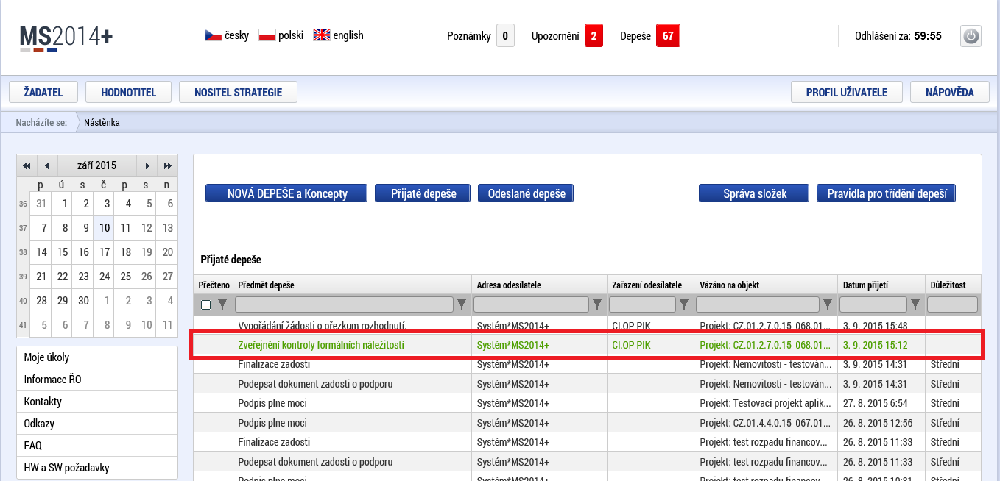 MS2014+
česky polski english
Poznámky 0 Upozornění 2 Depeše 67
Odhlášení za: 59:55
ŽADATEL HODNOTITEL NOSITEL STRATEGIE PROFIL UŽIVATELE NÁPOVĚDA
Nacházíte se: Nástěnka
září 2015
p ú s č p s n
36 31 1 2 3 4 5 6
37 7 8 9 10 11 12 13
38 14 15 16 17 18 19 20
39 21 22 23 24 25 26 27
40 28 29 30 1 2 3 4
41 5 6 7 8 9 10 11
Moje úkoly
Informace ŘO
Kontakty
Odkazy
FAQ
HW a SW požadavky
NOVÁ DEPEŠE a Koncepty Přijaté depeše Odeslané depeše Správa složek Pravidla pro třídění depeší
Přijaté depeše
Přečteno Předmět depeše Adresa odesílatele Zařazení odesílatele Vázáno na objekt Datum přijetí Důležitost
Vypořádání žádosti o přezkum rozhodnutí. Systém*MS2014+ CI.OP PIK Projekt: CZ.01.2.7.0.15_068.01... 3. 9. 2015 15:48
Zveřejnění kontroly formálních náležitostí Systém*MS2014+ CI.OP PIK Projekt: CZ.01.2.7.0.15_068.01... 3. 9. 2015 15:12
Finalizace zadosti Systém*MS2014+ Projekt: Nemovitosti - testován... 3. 9. 2015 14:31 Střední
Podepsat dokument zadosti o podporu Systém*MS2014+ Projekt: Nemovitosti - testován... 3. 9. 2015 14:31 Střední
Podpis plne moci Systém*MS2014+ Projekt: Testovací projekt aplik... 27. 8. 2015 6:54 Střední
Podpis plne moci Systém*MS2014+ Projekt: CZ.01.4.4.0.15_067.01... 26. 8. 2015 12:56 Střední
Finalizace zadosti Systém*MS2014+ Projekt: test rozpadu financov... 26. 8. 2015 11:33 Střední
Podepsat dokument zadosti o podporu Systém*MS2014+ Projekt: test rozpadu financov... 26. 8. 2015 11:33 Střední
Podpis plne moci Systém*MS2014+ Projekt: test rozpadu financov... 26. 8. 2015 10:31 Střední